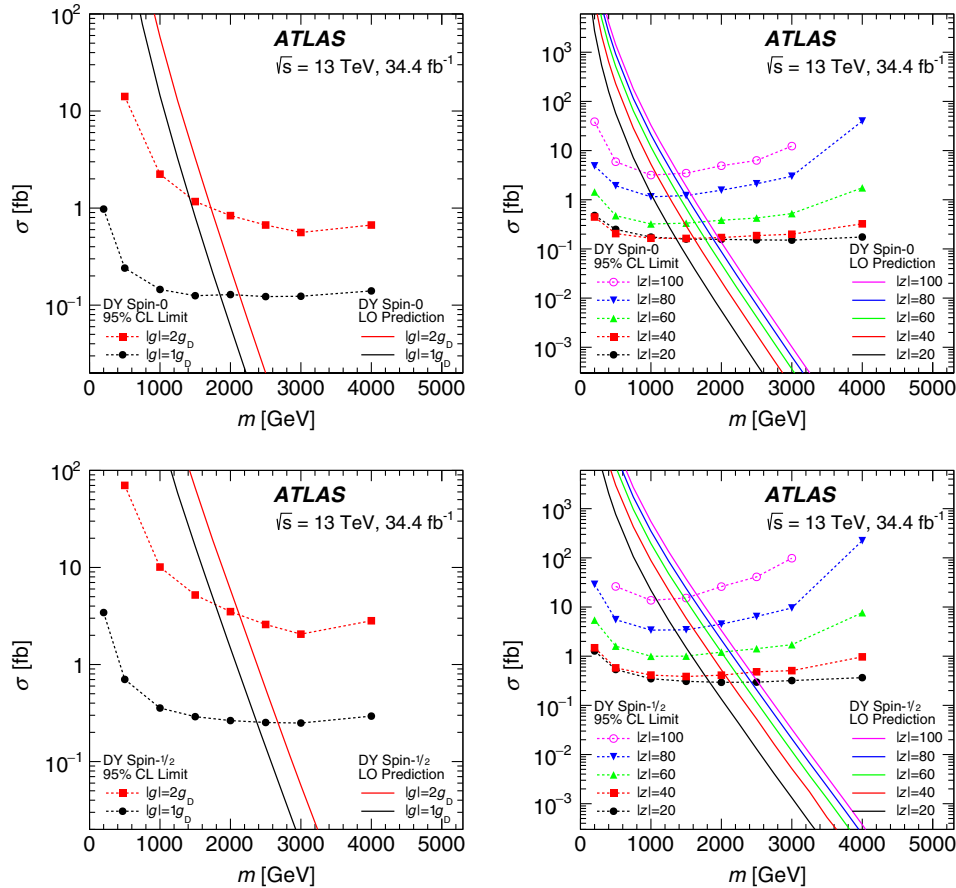 ATLAS
√s = 13 TeV, 34.4 fb⁻¹
10²
10
1
10⁻¹
σ [fb]
DY Spin-0
95% CL Limit
|g|=2g_D
|g|=1g_D
DY Spin-0
LO Prediction
|g|=2g_D
|g|=1g_D
0 1000 2000 3000 4000 5000
m [GeV]
ATLAS
√s = 13 TeV, 34.4 fb⁻¹
10³
10²
10
1
10⁻¹
10⁻²
10⁻³
σ [fb]
DY Spin-0
95% CL Limit
|z|=100
|z|=80
|z|=60
|z|=40
|z|=20
DY Spin-0
LO Prediction
|z|=100
|z|=80
|z|=60
|z|=40
|z|=20
0 1000 2000 3000 4000 5000
m [GeV]
ATLAS
√s = 13 TeV, 34.4 fb⁻¹
10²
10
1
10⁻¹
σ [fb]
DY Spin-½
95% CL Limit
|g|=2g_D
|g|=1g_D
DY Spin-½
LO Prediction
|g|=2g_D
|g|=1g_D
0 1000 2000 3000 4000 5000
m [GeV]
ATLAS
√s = 13 TeV, 34.4 fb⁻¹
10³
10²
10
1
10⁻¹
10⁻²
10⁻³
σ [fb]
DY Spin-½
95% CL Limit
|z|=100
|z|=80
|z|=60
|z|=40
|z|=20
DY Spin-½
LO Prediction
|z|=100
|z|=80
|z|=60
|z|=40
|z|=20
0 1000 2000 3000 4000 5000
m [GeV]